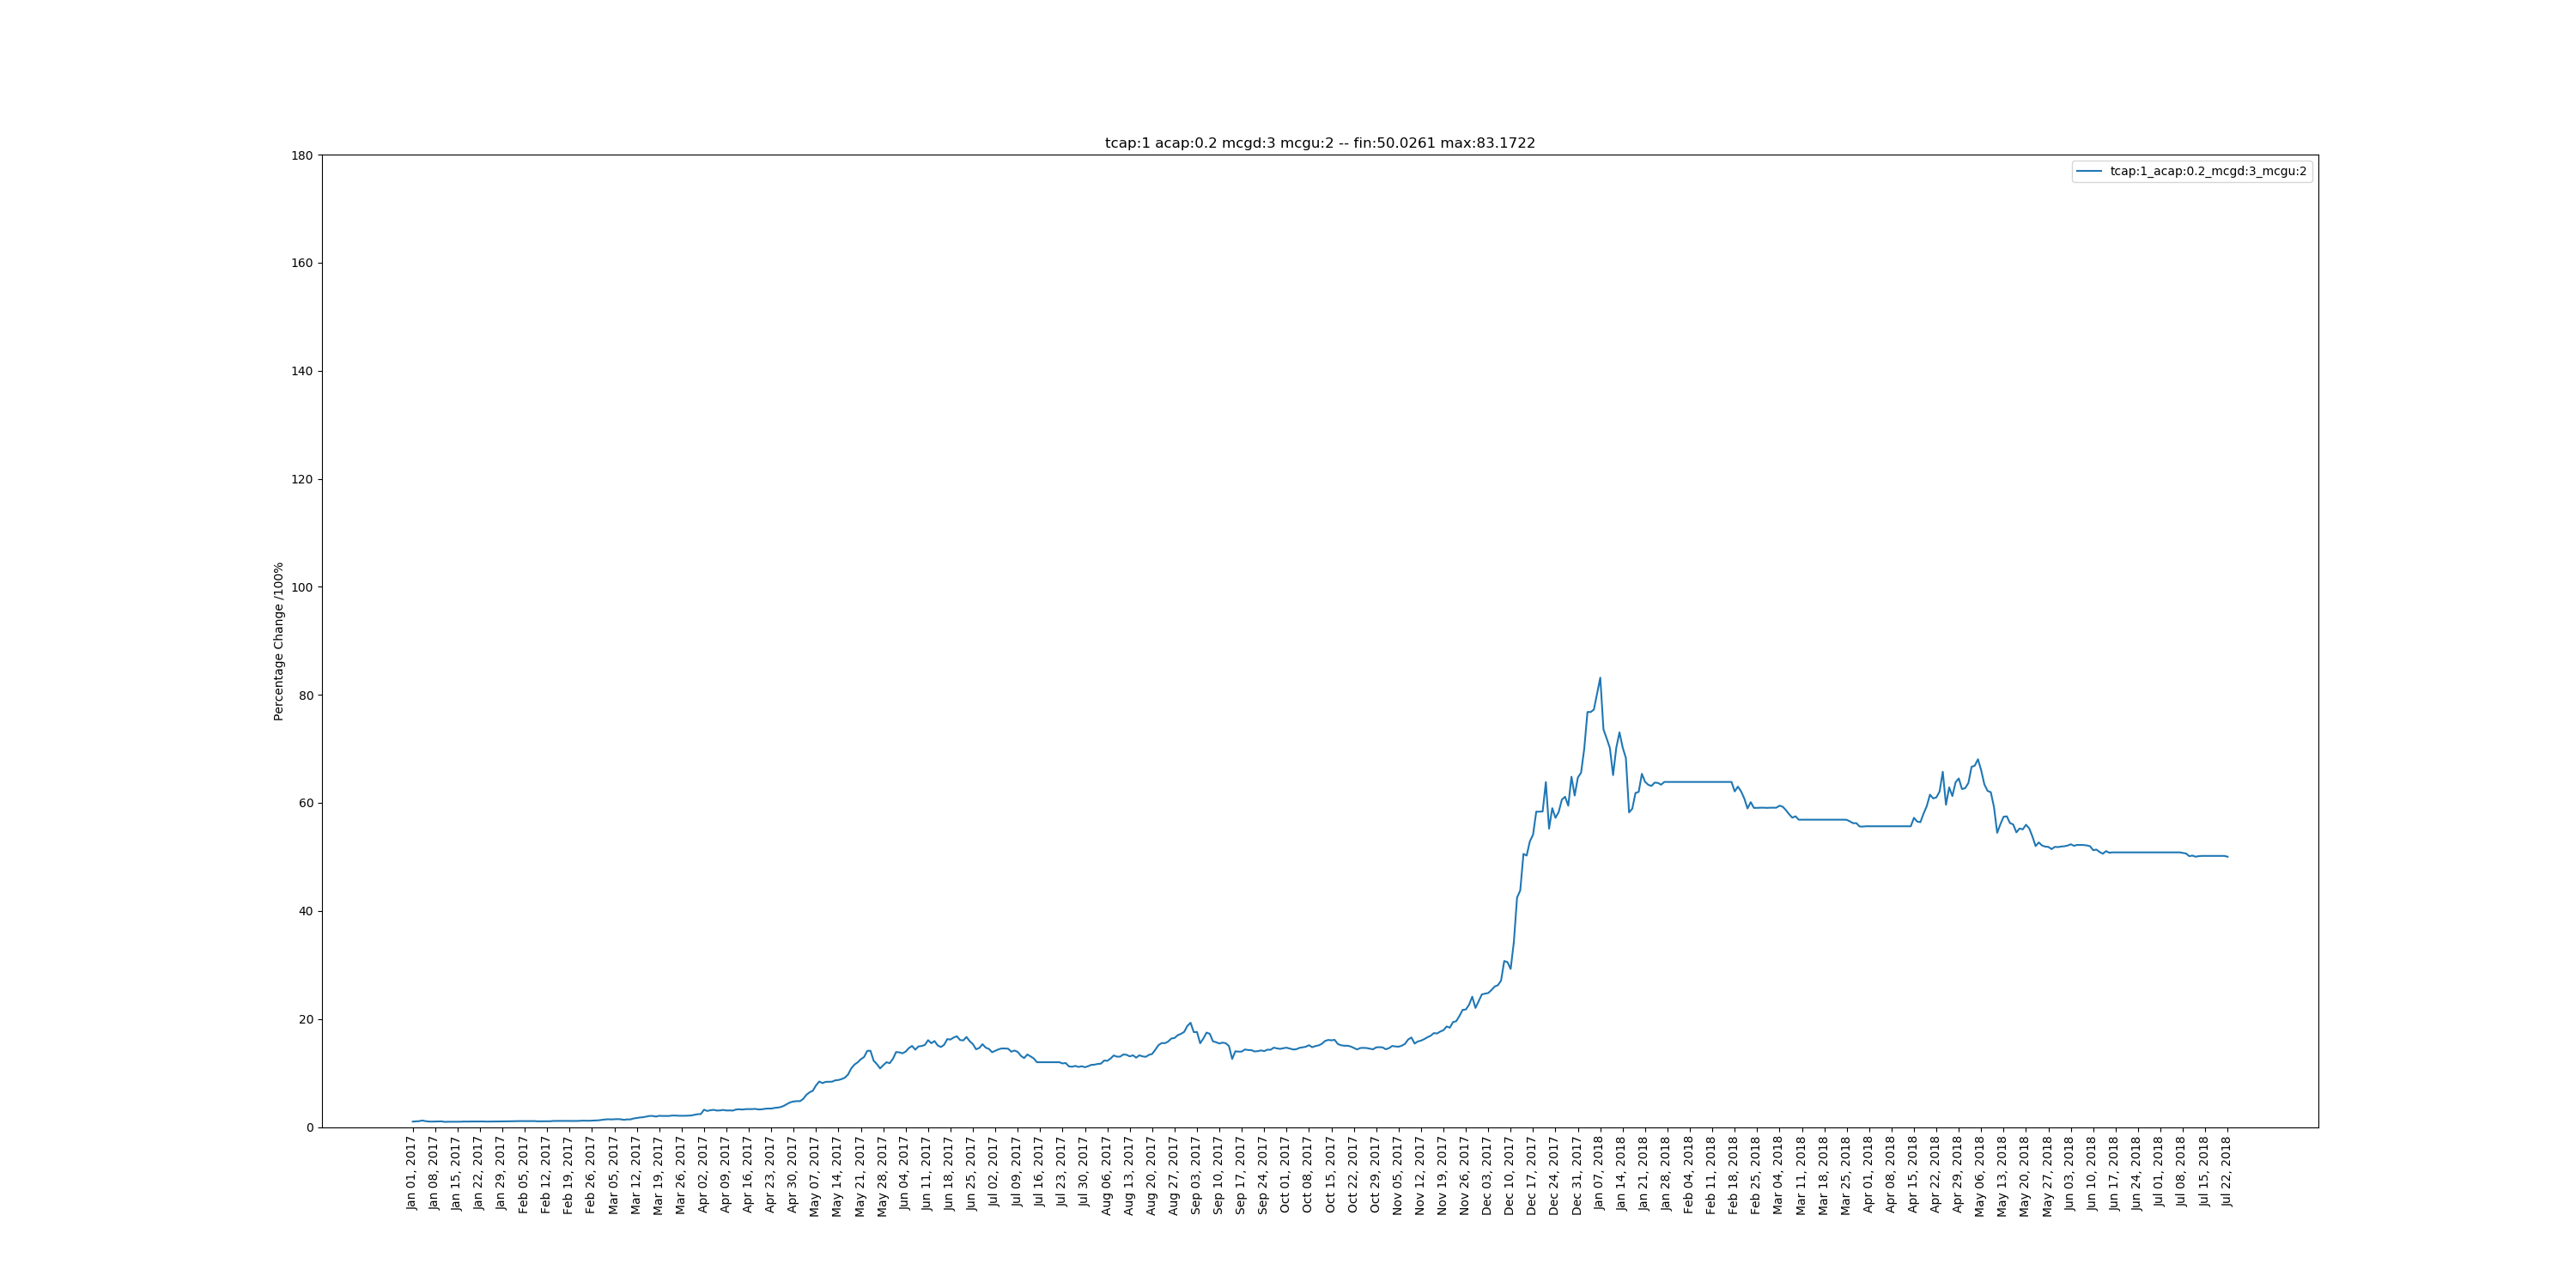 tcap:1 acap:0.2 mcgd:3 mcgu:2 -- fin:50.0261 max:83.1722
tcap:1_acap:0.2_mcgd:3_mcgu:2
Percentage Change /100%
180
160
140
120
100
80
60
40
20
0
Jan 01, 2017
Jan 08, 2017
Jan 15, 2017
Jan 22, 2017
Jan 29, 2017
Feb 05, 2017
Feb 12, 2017
Feb 19, 2017
Feb 26, 2017
Mar 05, 2017
Mar 12, 2017
Mar 19, 2017
Mar 26, 2017
Apr 02, 2017
Apr 09, 2017
Apr 16, 2017
Apr 23, 2017
Apr 30, 2017
May 07, 2017
May 14, 2017
May 21, 2017
May 28, 2017
Jun 04, 2017
Jun 11, 2017
Jun 18, 2017
Jun 25, 2017
Jul 02, 2017
Jul 09, 2017
Jul 16, 2017
Jul 23, 2017
Jul 30, 2017
Aug 06, 2017
Aug 13, 2017
Aug 20, 2017
Aug 27, 2017
Sep 03, 2017
Sep 10, 2017
Sep 17, 2017
Sep 24, 2017
Oct 01, 2017
Oct 08, 2017
Oct 15, 2017
Oct 22, 2017
Oct 29, 2017
Nov 05, 2017
Nov 12, 2017
Nov 19, 2017
Nov 26, 2017
Dec 03, 2017
Dec 10, 2017
Dec 17, 2017
Dec 24, 2017
Dec 31, 2017
Jan 07, 2018
Jan 14, 2018
Jan 21, 2018
Jan 28, 2018
Feb 04, 2018
Feb 11, 2018
Feb 18, 2018
Feb 25, 2018
Mar 04, 2018
Mar 11, 2018
Mar 18, 2018
Mar 25, 2018
Apr 01, 2018
Apr 08, 2018
Apr 15, 2018
Apr 22, 2018
Apr 29, 2018
May 06, 2018
May 13, 2018
May 20, 2018
May 27, 2018
Jun 03, 2018
Jun 10, 2018
Jun 17, 2018
Jun 24, 2018
Jul 01, 2018
Jul 08, 2018
Jul 15, 2018
Jul 22, 2018